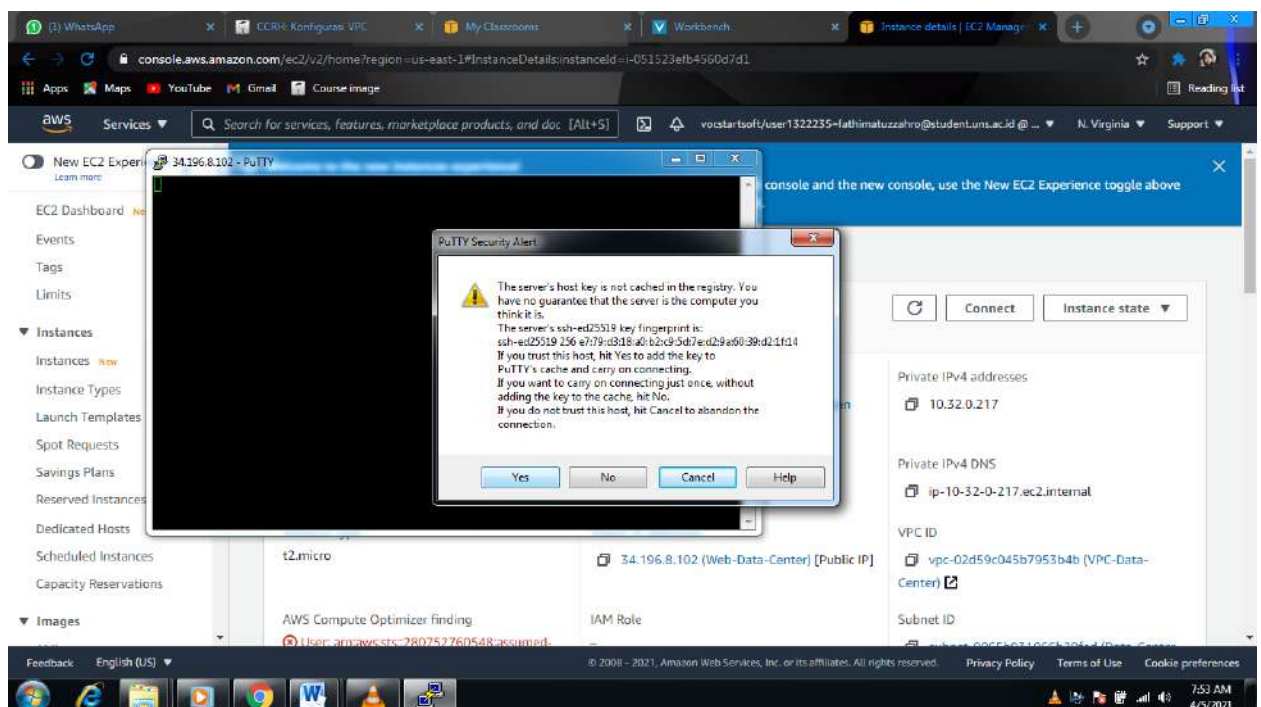 (3) WhatsApp
CCRH: Konfigurasi VPC
My Classrooms
Workbench
Instance details | EC2 Manage
console.aws.amazon.com/ec2/v2/home?region=us-east-1#InstanceDetails:instanceId=i-051523efb4560d7d1
Apps Maps YouTube Gmail Course image Reading list
aws Services ▼ Search for services, features, marketplace products, and doc [Alt+S] vocstartsoft/user1322235=fathimatuzzahro@student.uns.ac.id @ ... ▼ N. Virginia ▼ Support ▼
New EC2 Experi
Learn more
EC2 Dashboard New
Events
Tags
Limits
Instances
Instances New
Instance Types
Launch Templates
Spot Requests
Savings Plans
Reserved Instances
Dedicated Hosts
Scheduled Instances
Capacity Reservations
Images
34.196.8.102 - PuTTY
console and the new console, use the New EC2 Experience toggle above
PuTTY Security Alert
The server's host key is not cached in the registry. You
have no guarantee that the server is the computer you
think it is.
The server's ssh-ed25519 key fingerprint is:
ssh-ed25519 256 e7:79:d3:18:a0:b2:c9:5d:7e:d2:9a:60:39:d2:1f:14
If you trust this host, hit Yes to add the key to
PuTTY's cache and carry on connecting.
If you want to carry on connecting just once, without
adding the key to the cache, hit No.
If you do not trust this host, hit Cancel to abandon the
connection.
Yes No Cancel Help
Connect Instance state ▼
Private IPv4 addresses
10.32.0.217
Private IPv4 DNS
ip-10-32-0-217.ec2.internal
VPC ID
vpc-02d59c045b7953b4b (VPC-Data-
Center)
t2.micro
34.196.8.102 (Web-Data-Center) [Public IP]
AWS Compute Optimizer finding
User: arn:aws:sts::280752760548:assumed-
IAM Role
–
Subnet ID
Feedback English (US) ▼ © 2008 - 2021, Amazon Web Services, Inc. or its affiliates. All rights reserved. Privacy Policy Terms of Use Cookie preferences
7:53 AM
4/5/2021